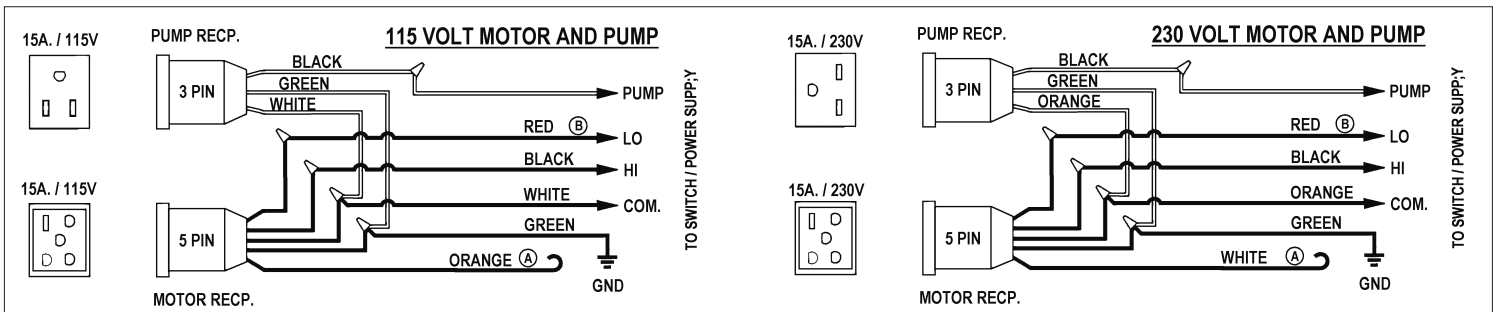 115 VOLT MOTOR AND PUMP
15A. / 115V
PUMP RECP.
3 PIN
BLACK
GREEN
WHITE
PUMP
RED Ⓑ
LO
BLACK
HI
15A. / 115V
WHITE
COM.
GREEN
5 PIN
ORANGE Ⓐ
GND
MOTOR RECP.
TO SWITCH / POWER SUPP;Y
230 VOLT MOTOR AND PUMP
15A. / 230V
PUMP RECP.
3 PIN
BLACK
GREEN
ORANGE
PUMP
RED Ⓑ
LO
BLACK
HI
15A. / 230V
ORANGE
COM.
GREEN
5 PIN
WHITE Ⓐ
GND
MOTOR RECP.
TO SWITCH / POWER SUPP;Y